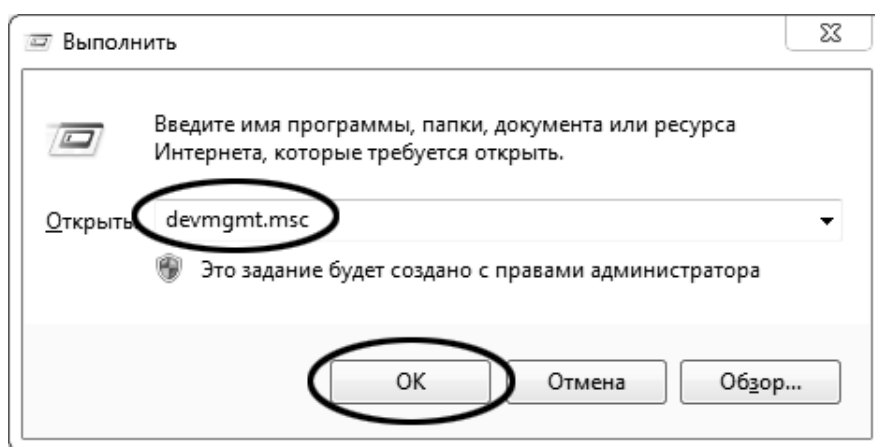 Выполнить
Введите имя программы, папки, документа или ресурса
Интернета, которые требуется открыть.
Открыть devmgmt.msc
Это задание будет создано с правами администратора
OK Отмена Обзор...